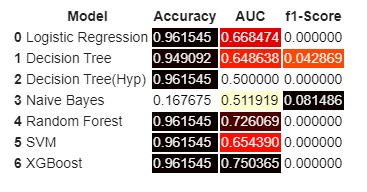 Model Accuracy AUC f1-Score
0 Logistic Regression 0.961545 0.668474 0.000000
1 Decision Tree 0.949092 0.648638 0.042869
2 Decision Tree(Hyp) 0.961545 0.500000 0.000000
3 Naive Bayes 0.167675 0.511919 0.081486
4 Random Forest 0.961545 0.726069 0.000000
5 SVM 0.961545 0.654390 0.000000
6 XGBoost 0.961545 0.750365 0.000000